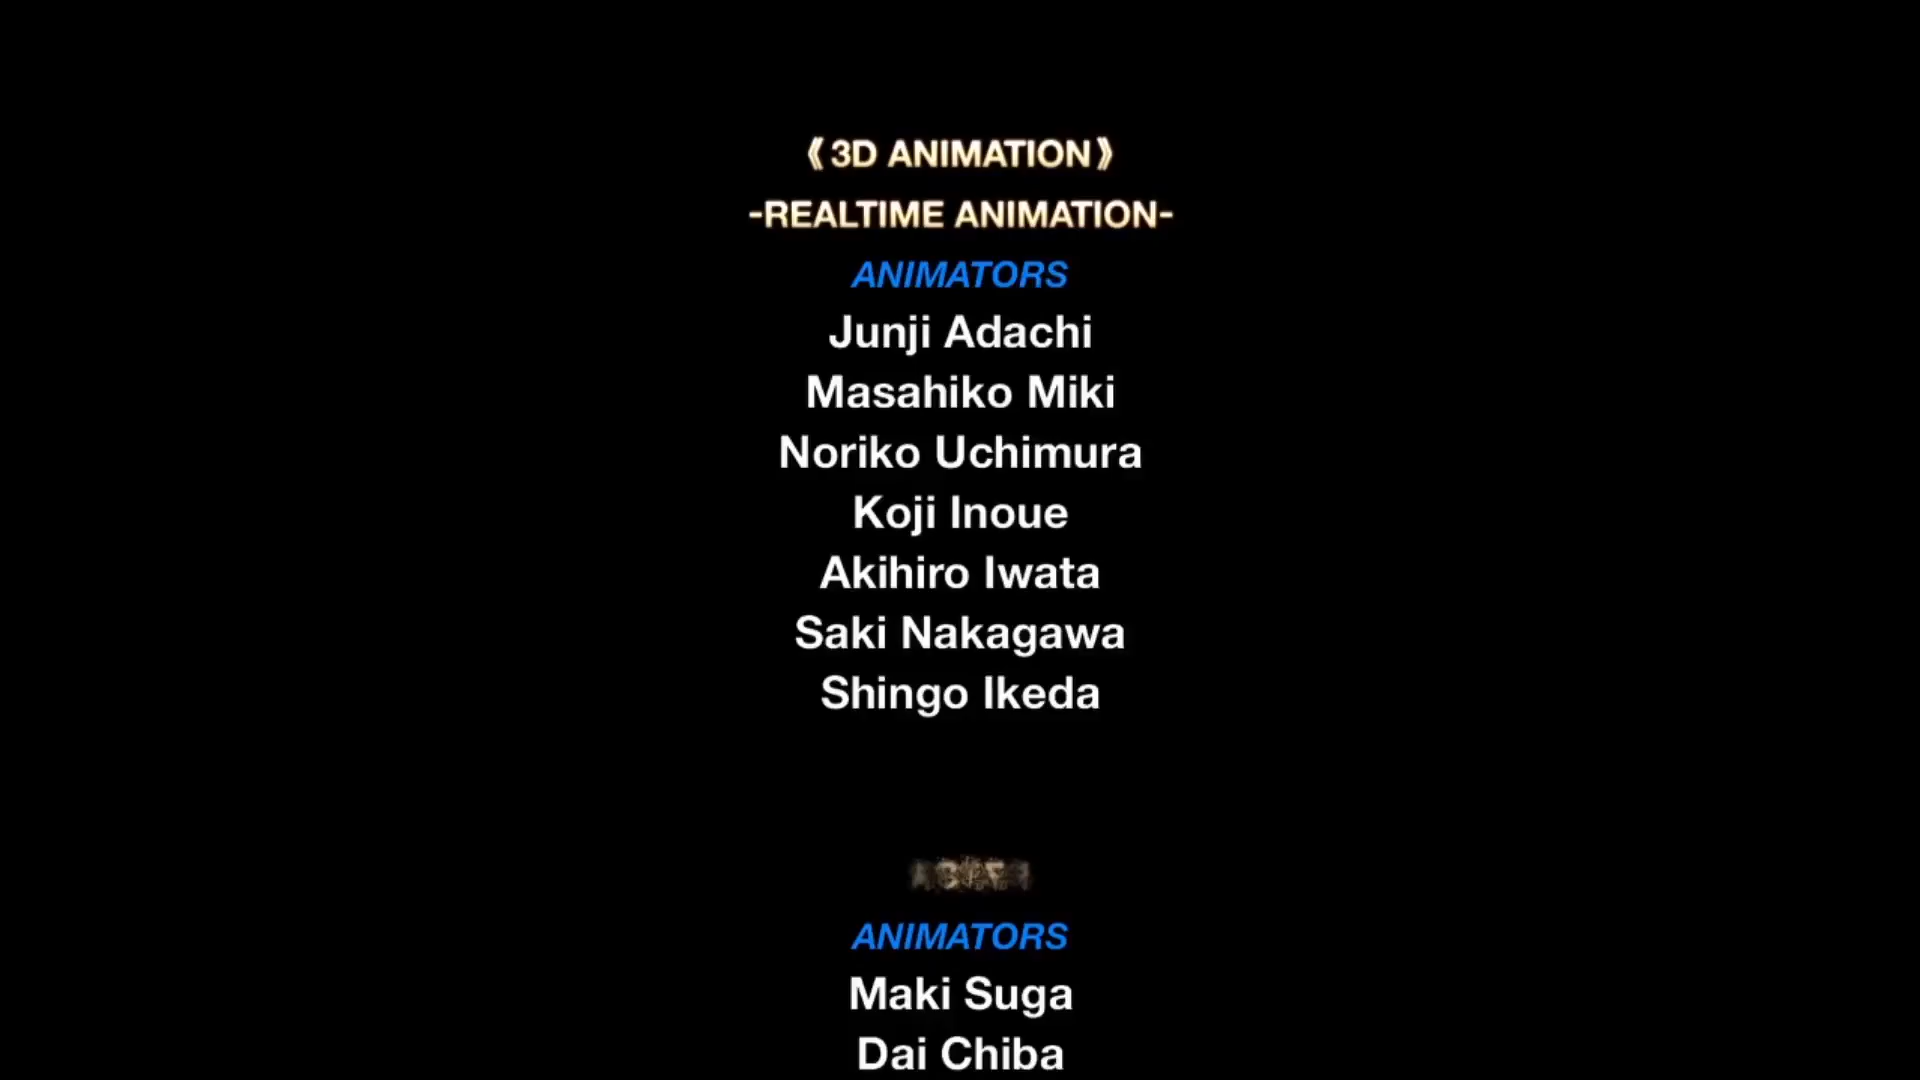 《3D ANIMATION》
-REALTIME ANIMATION-
ANIMATORS
Junji Adachi
Masahiko Miki
Noriko Uchimura
Koji Inoue
Akihiro Iwata
Saki Nakagawa
Shingo Ikeda
ANIMATORS
Maki Suga
Dai Chiba